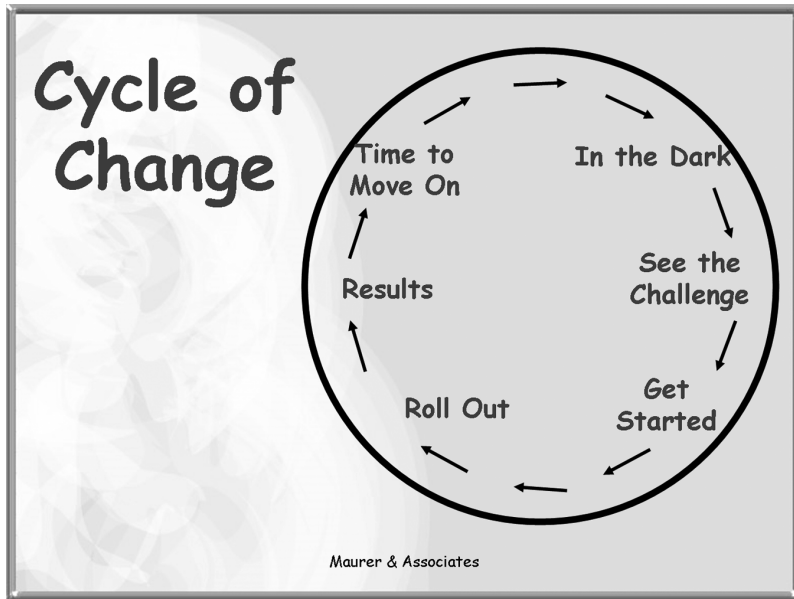 Cycle of
Change
Time to
Move On
In the Dark
See the
Challenge
Get
Started
Roll Out
Results
Maurer & Associates